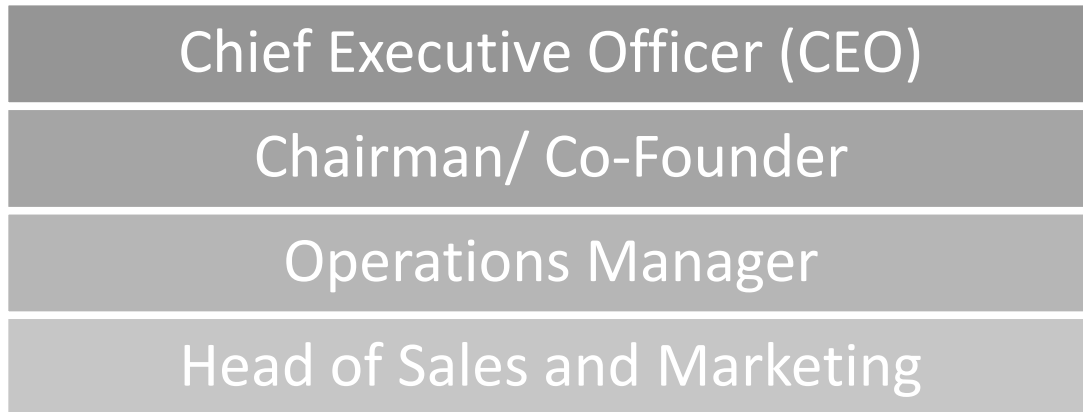 Chief Executive Officer (CEO)
Chairman/ Co-Founder
Operations Manager
Head of Sales and Marketing